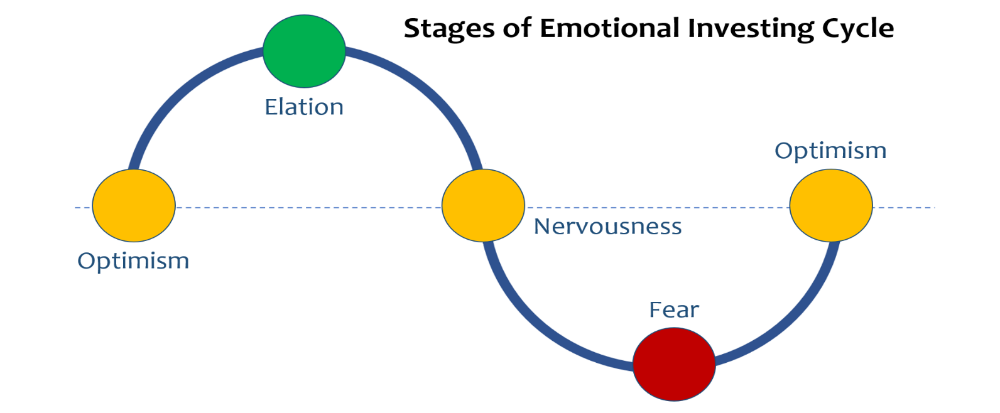 Stages of Emotional Investing Cycle
Elation
Optimism
Nervousness
Optimism
Fear